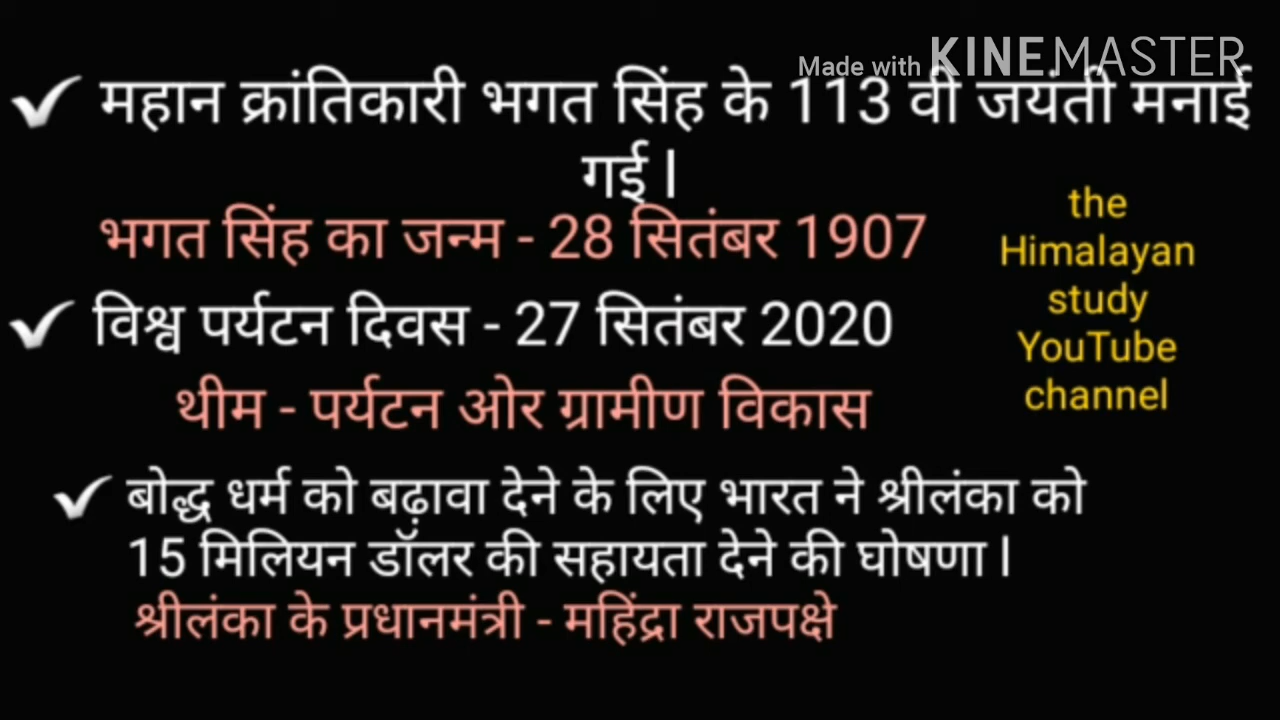 Made with KINEMASTER
✓ महान क्रांतिकारी भगत सिंह के 113 वी जयंती मनाई
गई |
भगत सिंह का जन्म - 28 सितंबर 1907
✓ विश्व पर्यटन दिवस - 27 सितंबर 2020
थीम - पर्यटन ओर ग्रामीण विकास
✓ बोद्ध धर्म को बढ़ावा देने के लिए भारत ने श्रीलंका को
15 मिलियन डॉलर की सहायता देने की घोषणा |
श्रीलंका के प्रधानमंत्री - महिंद्रा राजपक्षे
the
Himalayan
study
YouTube
channel